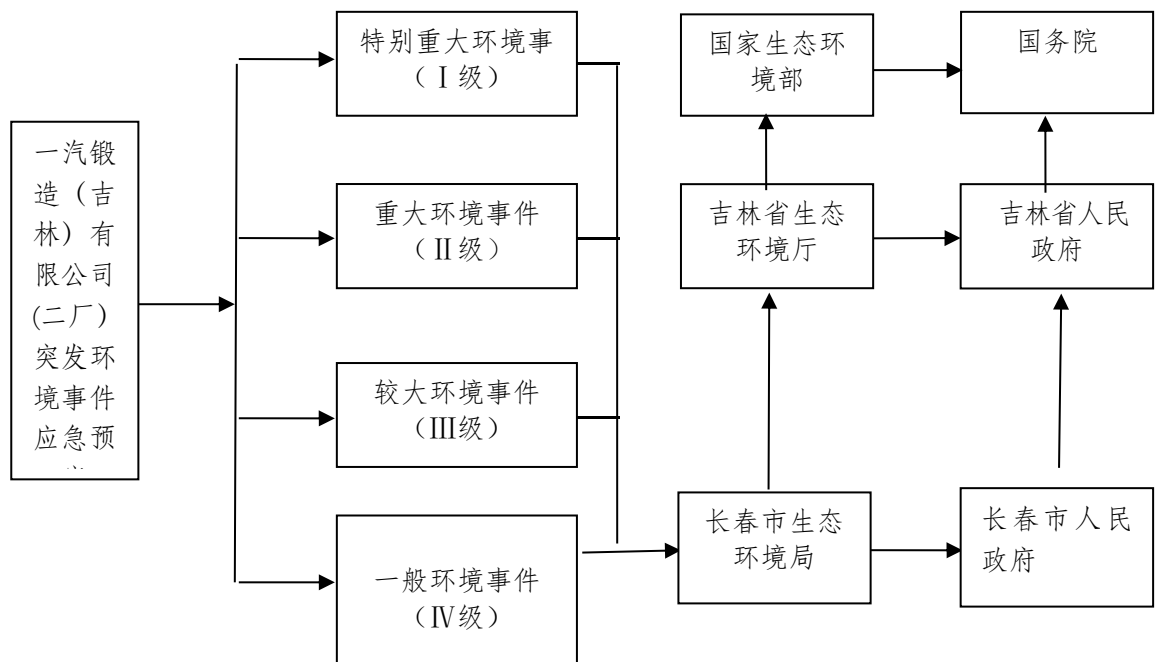 一汽锻
造（吉
林）有
限公司
(二厂）
突发环
境事件
应急预
特别重大环境事
（Ⅰ级）
重大环境事件
（Ⅱ级）
较大环境事件
（Ⅲ级）
一般环境事件
（Ⅳ级）
国家生态环
境部
国务院
吉林省生态
环境厅
吉林省人民
政府
长春市生态
环境局
长春市人民
政府